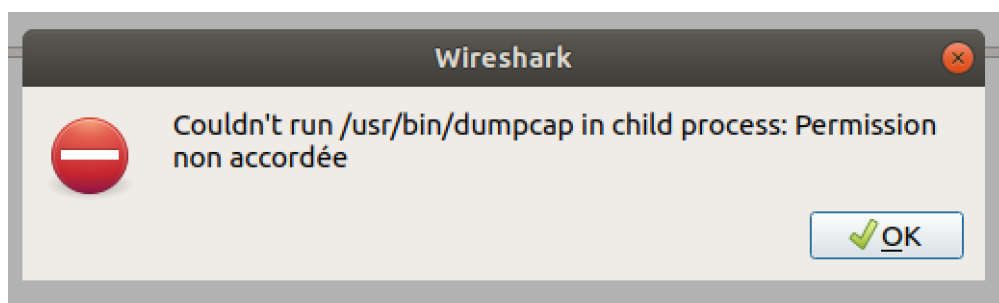 Wireshark
Couldn't run /usr/bin/dumpcap in child process: Permission
non accordée
OK